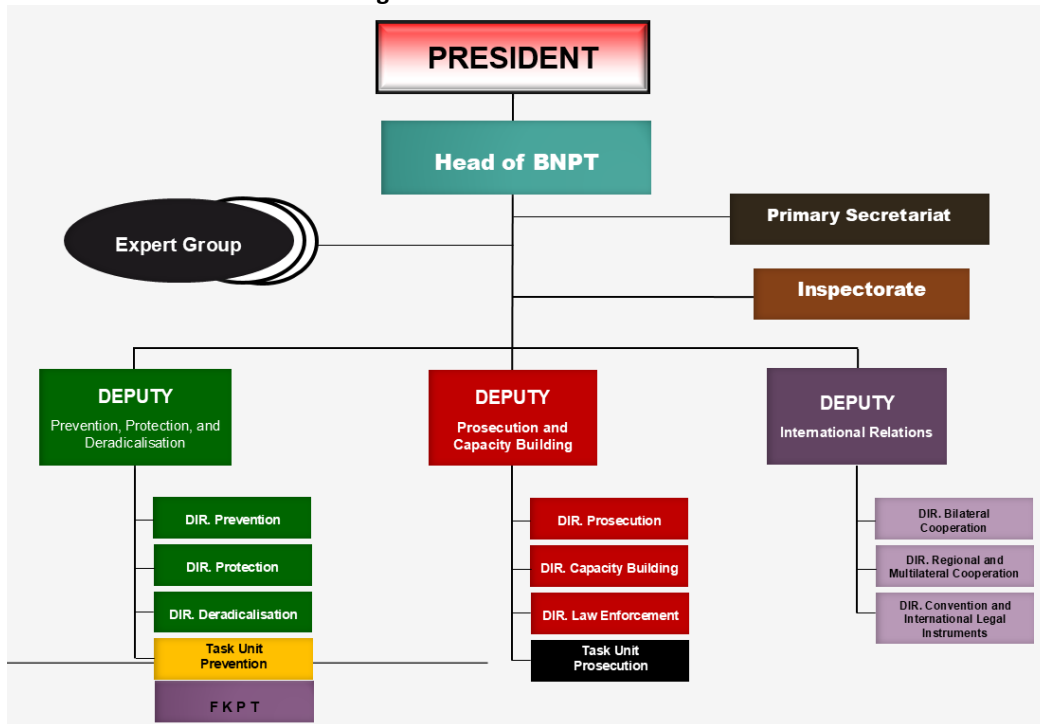 PRESIDENT
Head of BNPT
Expert Group
Primary Secretariat
Inspectorate
DEPUTY
Prevention, Protection, and
Deradicalisation
DEPUTY
Prosecution and
Capacity Building
DEPUTY
International Relations
DIR. Prevention
DIR. Protection
DIR. Deradicalisation
Task Unit
Prevention
F K P T
DIR. Prosecution
DIR. Capacity Building
DIR. Law Enforcement
Task Unit
Prosecution
DIR. Bilateral
Cooperation
DIR. Regional and
Multilateral Cooperation
DIR. Convention and
International Legal
Instruments